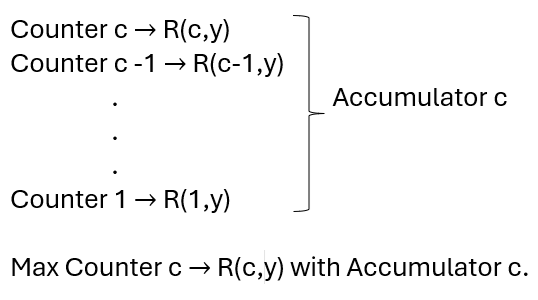 Counter c → R(c,y)
Counter c -1 → R(c-1,y)
Accumulator c
.
.
.
Counter 1 → R(1,y)
Max Counter c → R(c,y) with Accumulator c.